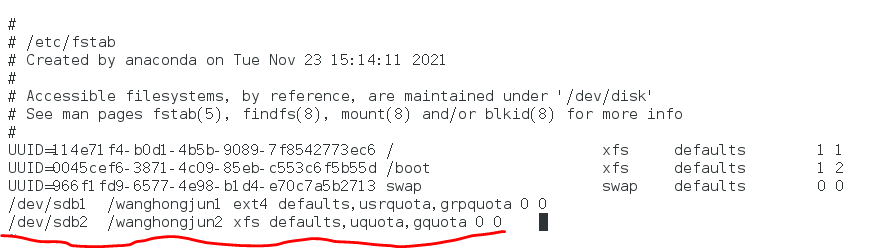 #
# /etc/fstab
# Created by anaconda on Tue Nov 23 15:14:11 2021
#
# Accessible filesystems, by reference, are maintained under '/dev/disk'
# See man pages fstab(5), findfs(8), mount(8) and/or blkid(8) for more info
#
UUID=114e71f4-b0d1-4b5b-9089-7f8542773ec6 / xfs defaults 1 1
UUID=0045cef6-3871-4c09-85eb-c553c6f5b55d /boot xfs defaults 1 2
UUID=966f1fd9-6577-4e98-b1d4-e70c7a5b2713 swap swap defaults 0 0
/dev/sdb1 /wanghongjun1 ext4 defaults,usrquota,grpquota 0 0
/dev/sdb2 /wanghongjun2 xfs defaults,uquota,gquota 0 0